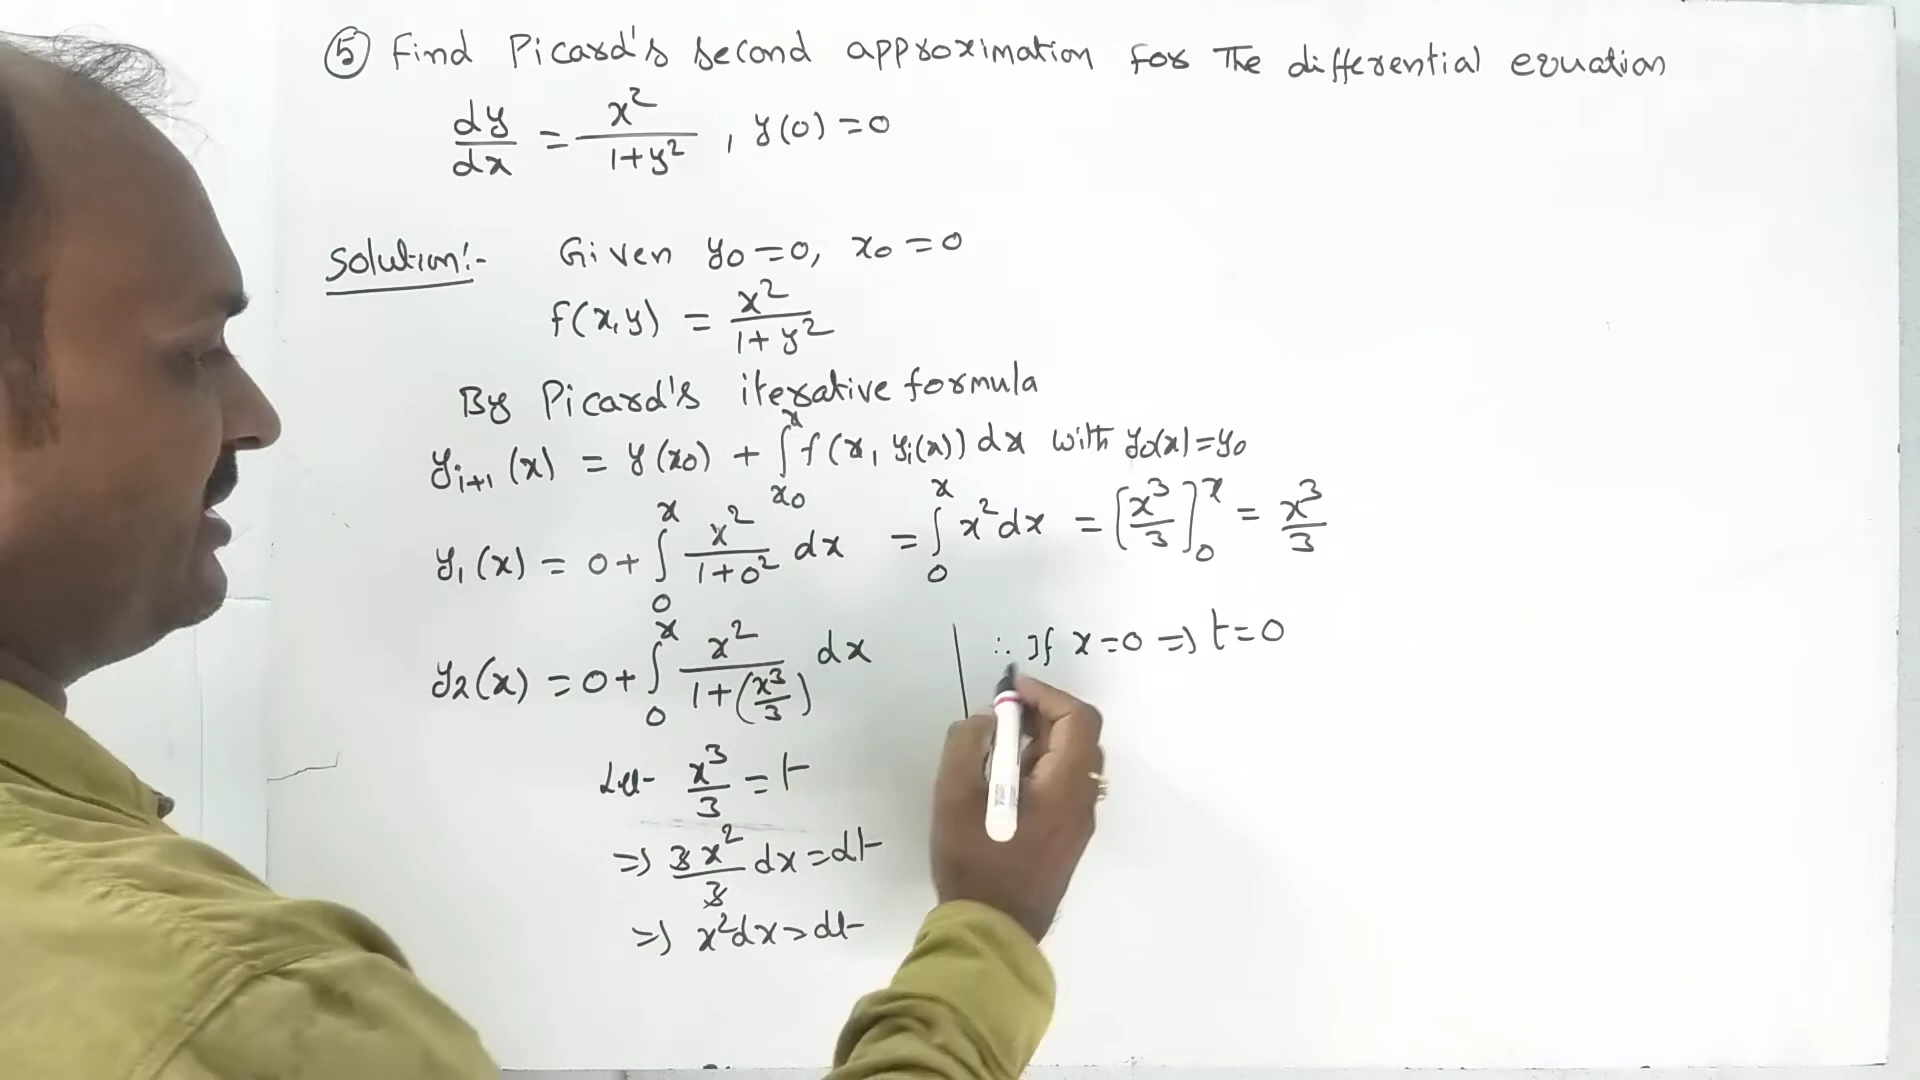 ⑤ Find Picard's second approximation for The differential equation
dy/dx = x²/(1+y²) , y(0)=0
Solution:- Given y₀=0, x₀=0
f(x,y) = x²/(1+y²)
By Picard's iterative formula
yᵢ₊₁(x) = y(x₀) + ∫_{x₀}^{x} f(x, yᵢ(x)) dx with y₀(x)=y₀
y₁(x) = 0+ ∫_{0}^{x} x²/(1+0²) dx = ∫_{0}^{x} x²dx = [x³/3]_{0}^{x} = x³/3
y₂(x) = 0+ ∫_{0}^{x} x²/(1+(x³/3)) dx
∴ If x=0 => t=0
Let x³/3 = t
=> 3x²/3 dx = dt
=> x²dx = dt